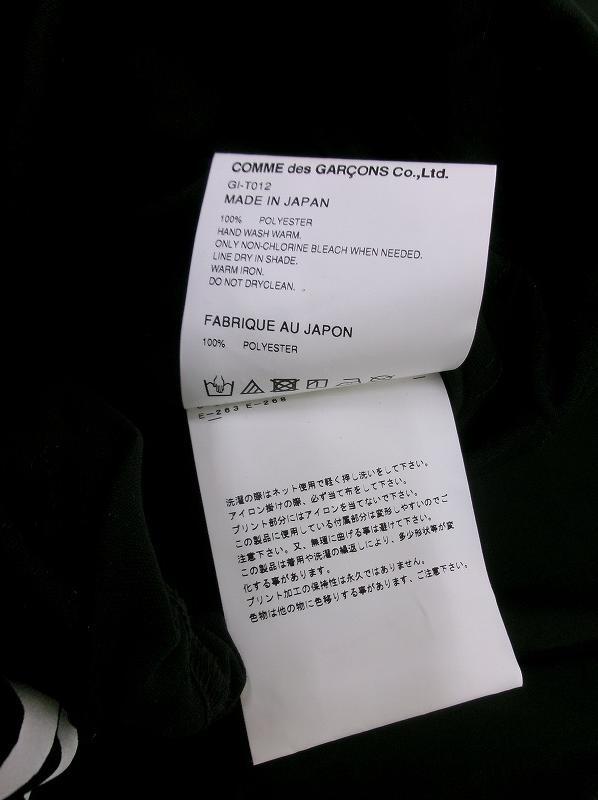 COMME des GARÇONS Co.,Ltd.
GI-T012
MADE IN JAPAN
100% POLYESTER
HAND WASH WARM.
ONLY NON-CHLORINE BLEACH WHEN NEEDED.
LINE DRY IN SHADE.
WARM IRON.
DO NOT DRYCLEAN.
FABRIQUE AU JAPON
100% POLYESTER
E-263 E-268
洗濯の際はネット使用で軽く押し洗いをして下さい。
アイロン掛けの際、必ず当て布をして下さい。
プリント部分にはアイロンを当てないで下さい。
この製品に使用している付属部分は変形しやすいのでご
注意下さい。又、無理に曲げる事は避けて下さい。
この製品は着用や洗濯の繰返しにより、多少形状等が変
化する事があります。
プリント加工の保持性は永久ではありません。
色物は他の物に色移りする事があります、ご注意下さい。